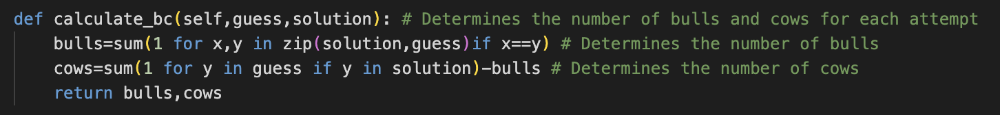 def calculate_bc(self,guess,solution): # Determines the number of bulls and cows for each attempt
    bulls=sum(1 for x,y in zip(solution,guess)if x==y) # Determines the number of bulls
    cows=sum(1 for y in guess if y in solution)-bulls # Determines the number of cows
    return bulls,cows